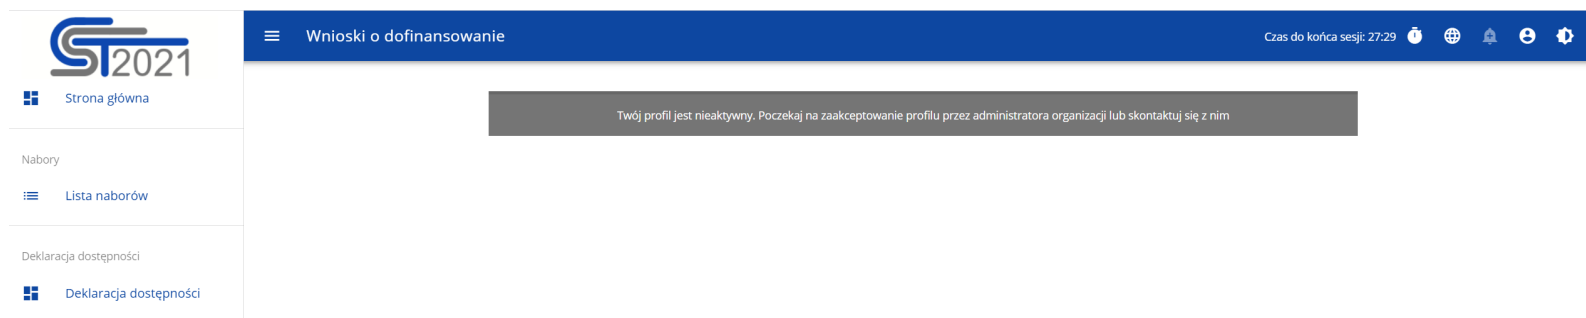 CST2021
Wnioski o dofinansowanie
Czas do końca sesji: 27:29
Strona główna
Twój profil jest nieaktywny. Poczekaj na zaakceptowanie profilu przez administratora organizacji lub skontaktuj się z nim
Nabory
Lista naborów
Deklaracja dostępności
Deklaracja dostępności